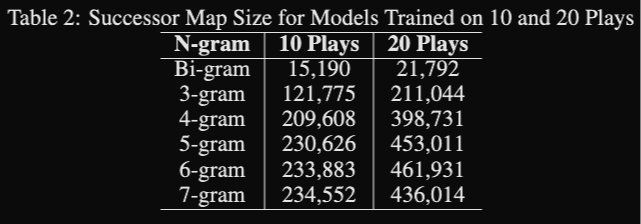 Table 2: Successor Map Size for Models Trained on 10 and 20 Plays
N-gram 10 Plays 20 Plays
Bi-gram 15,190 21,792
3-gram 121,775 211,044
4-gram 209,608 398,731
5-gram 230,626 453,011
6-gram 233,883 461,931
7-gram 234,552 436,014